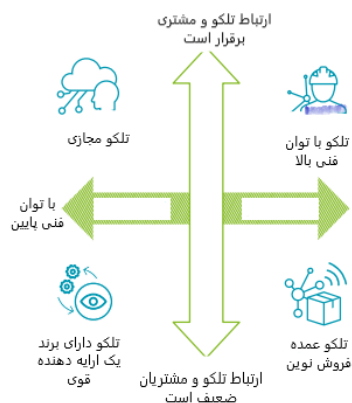 ارتباط تلکو و مشتری
برقرار است
تلکو با توان
فنی بالا
تلکو مجازی
با توان
فنی پایین
تلکو عمده
فروش نوین
تلکو دارای برند
یک ارایه دهنده
قوی
ارتباط تلکو و مشتریان
ضعیف است